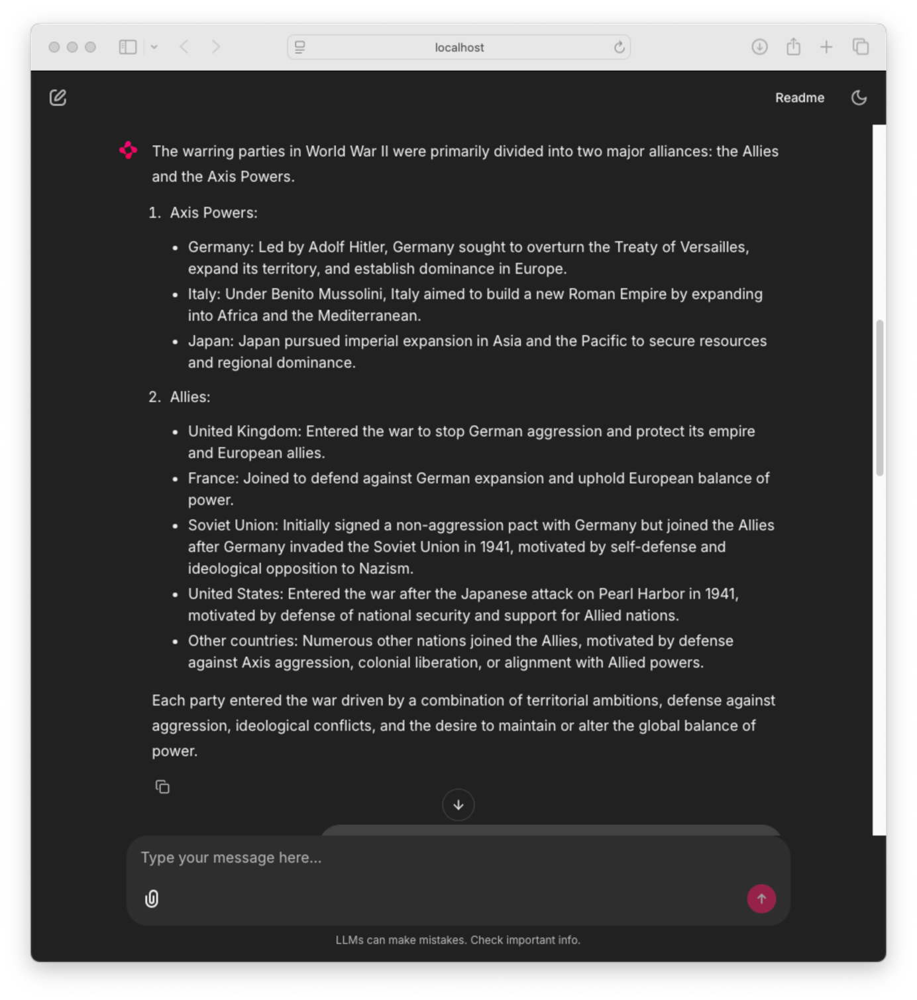 localhost
Readme
The warring parties in World War II were primarily divided into two major alliances: the Allies
and the Axis Powers.
1. Axis Powers:
• Germany: Led by Adolf Hitler, Germany sought to overturn the Treaty of Versailles,
expand its territory, and establish dominance in Europe.
• Italy: Under Benito Mussolini, Italy aimed to build a new Roman Empire by expanding
into Africa and the Mediterranean.
• Japan: Japan pursued imperial expansion in Asia and the Pacific to secure resources
and regional dominance.
2. Allies:
• United Kingdom: Entered the war to stop German aggression and protect its empire
and European allies.
• France: Joined to defend against German expansion and uphold European balance of
power.
• Soviet Union: Initially signed a non-aggression pact with Germany but joined the Allies
after Germany invaded the Soviet Union in 1941, motivated by self-defense and
ideological opposition to Nazism.
• United States: Entered the war after the Japanese attack on Pearl Harbor in 1941,
motivated by defense of national security and support for Allied nations.
• Other countries: Numerous other nations joined the Allies, motivated by defense
against Axis aggression, colonial liberation, or alignment with Allied powers.
Each party entered the war driven by a combination of territorial ambitions, defense against
aggression, ideological conflicts, and the desire to maintain or alter the global balance of
power.
Type your message here...
LLMs can make mistakes. Check important info.